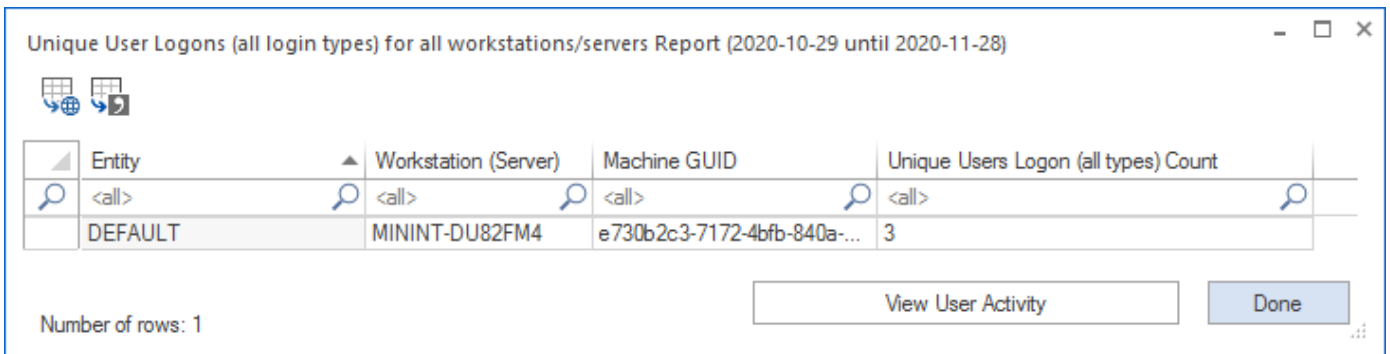 Unique User Logons (all login types) for all workstations/servers Report (2020-10-29 until 2020-11-28)
Entity Workstation (Server) Machine GUID Unique Users Logon (all types) Count
<all> <all> <all> <all>
DEFAULT MININT-DU82FM4 e730b2c3-7172-4bfb-840a-... 3
View User Activity Done
Number of rows: 1